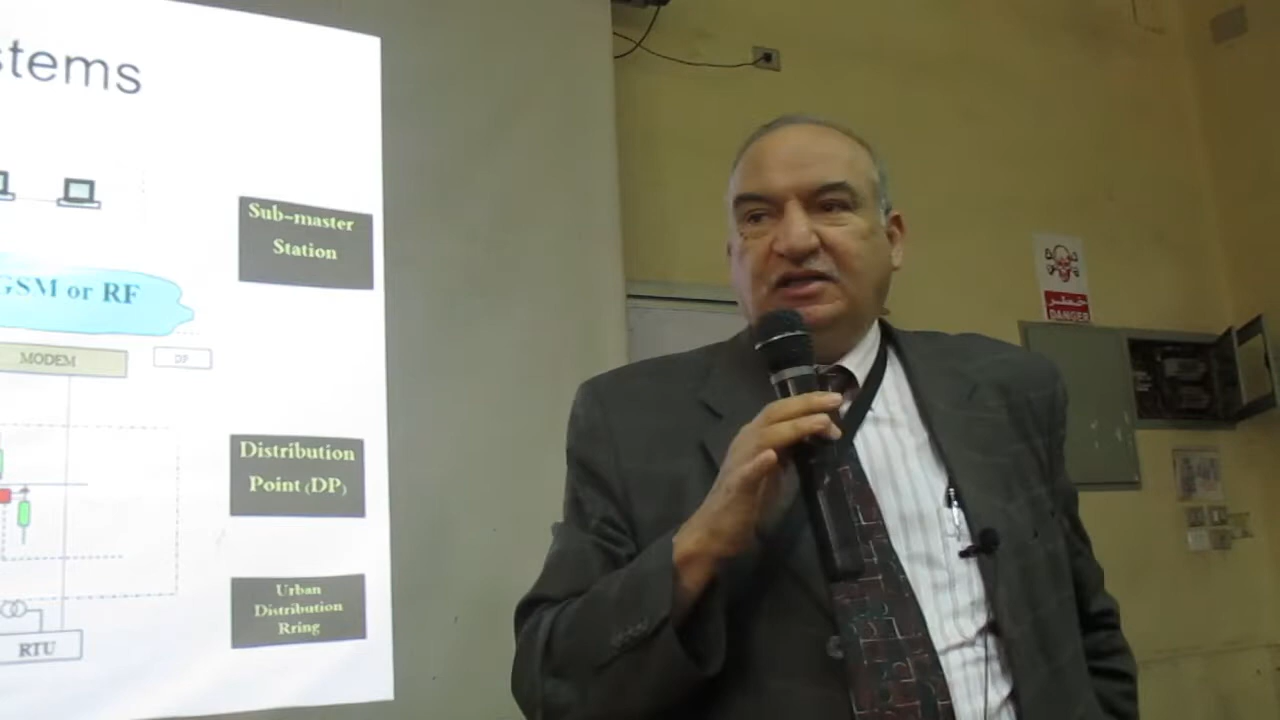 stems
Sub-master
Station
GSM or RF
MODEM
DP
Distribution
Point (DP)
Urban
Distribution
Rring
RTU
خطر
DANGER